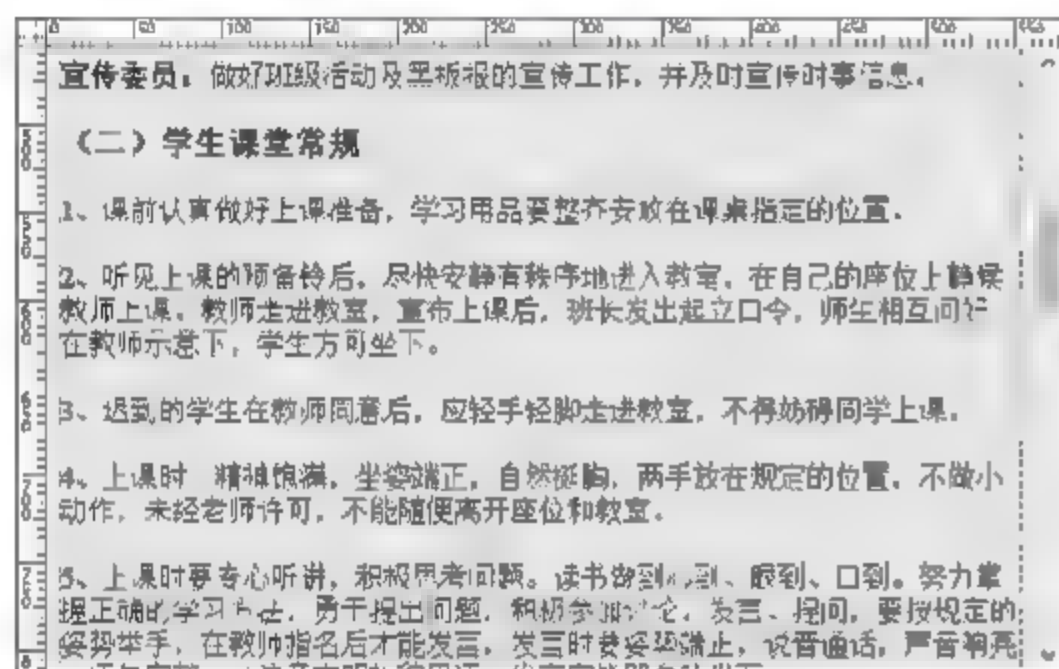 宣传委员：做好班级活动及黑板报的宣传工作，并及时宣传时事信息。
（二）学生课堂常规
1、课前认真做好上课准备，学习用品要整齐安放在课桌指定的位置。
2、听见上课的预备铃后，尽快安静有秩序地进入教室，在自己的座位上静候
教师上课。教师走进教室，宣布上课后，班长发出起立口令，师生相互问好
在教师示意下，学生方可坐下。
3、迟到的学生在教师同意后，应轻手轻脚走进教室，不得妨碍同学上课。
4、上课时 精神饱满，坐姿端正，自然挺胸，两手放在规定的位置，不做小
动作，未经老师许可，不能随便离开座位和教室。
5、上课时要专心听讲，积极思考问题。读书做到心到、眼到、口到。努力掌
握正确的学习方法，勇于提出问题，积极参加讨论、发言、提问，要按规定的
姿势举手，在教师指名后才能发言，发言时要姿势端正，说普通话，声音响亮